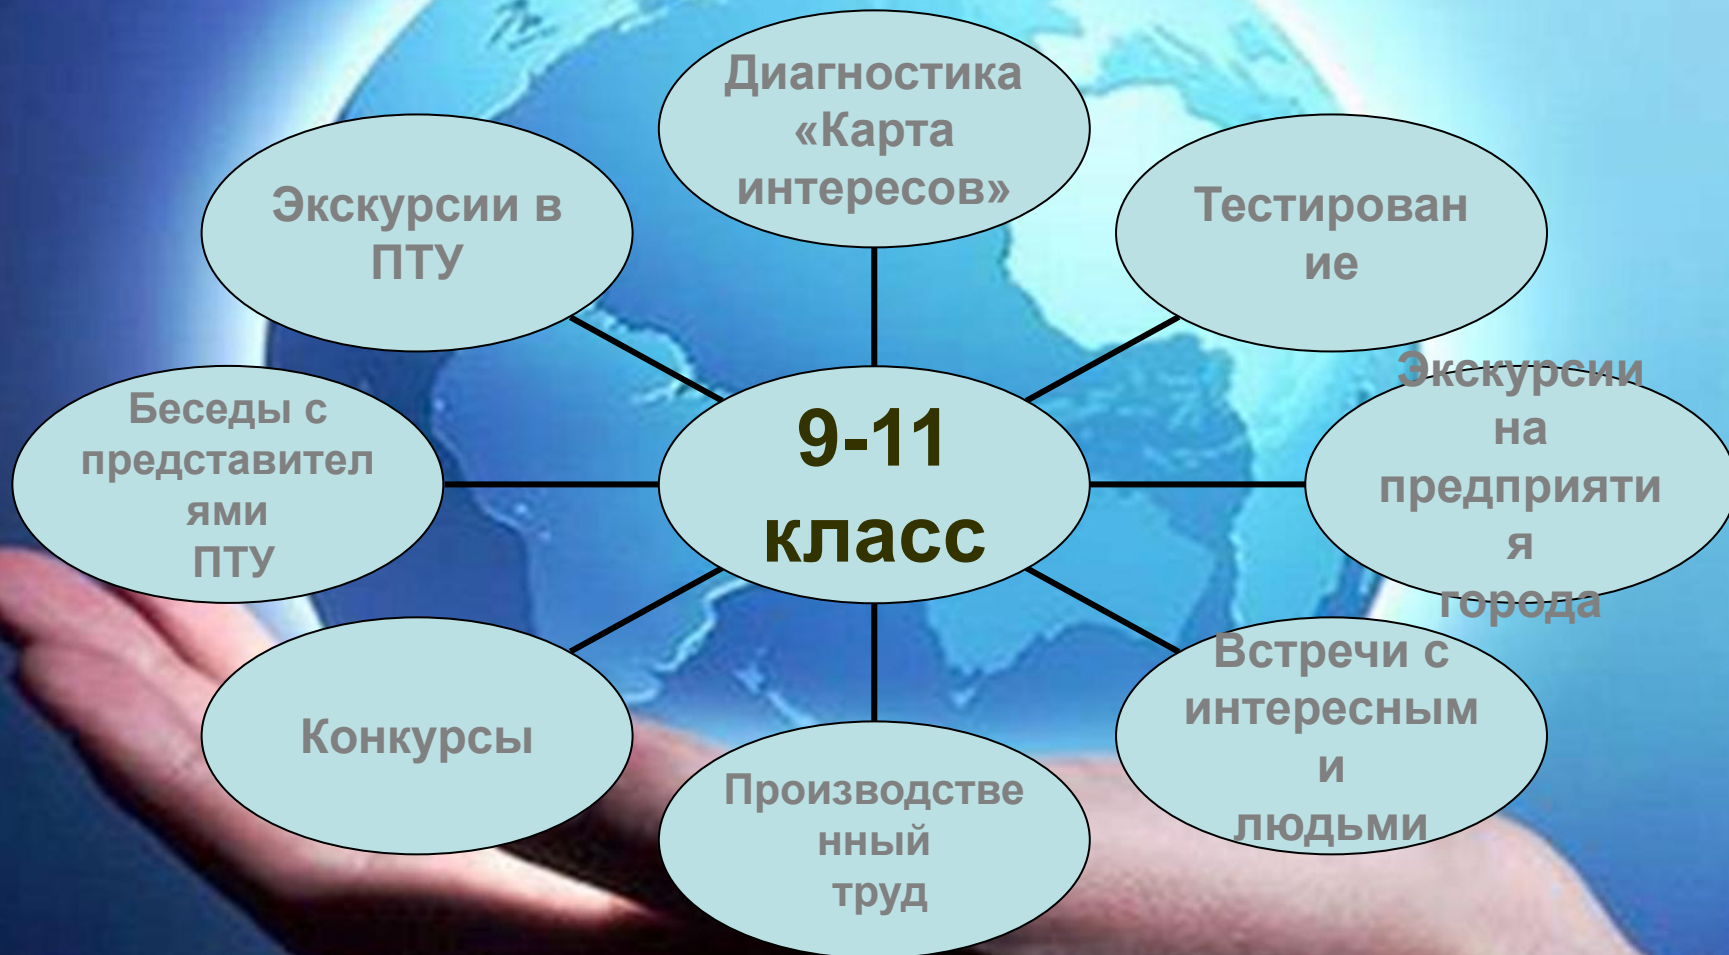 Диагностика
«Карта
интересов»
Экскурсии в
ПТУ
Тестирован
ие
Экскурсии
на
предприяти
я
города
Беседы с
представител
ями
ПТУ
9-11
класс
Встречи с
интересным
и
людьми
Конкурсы
Производстве
нный
труд